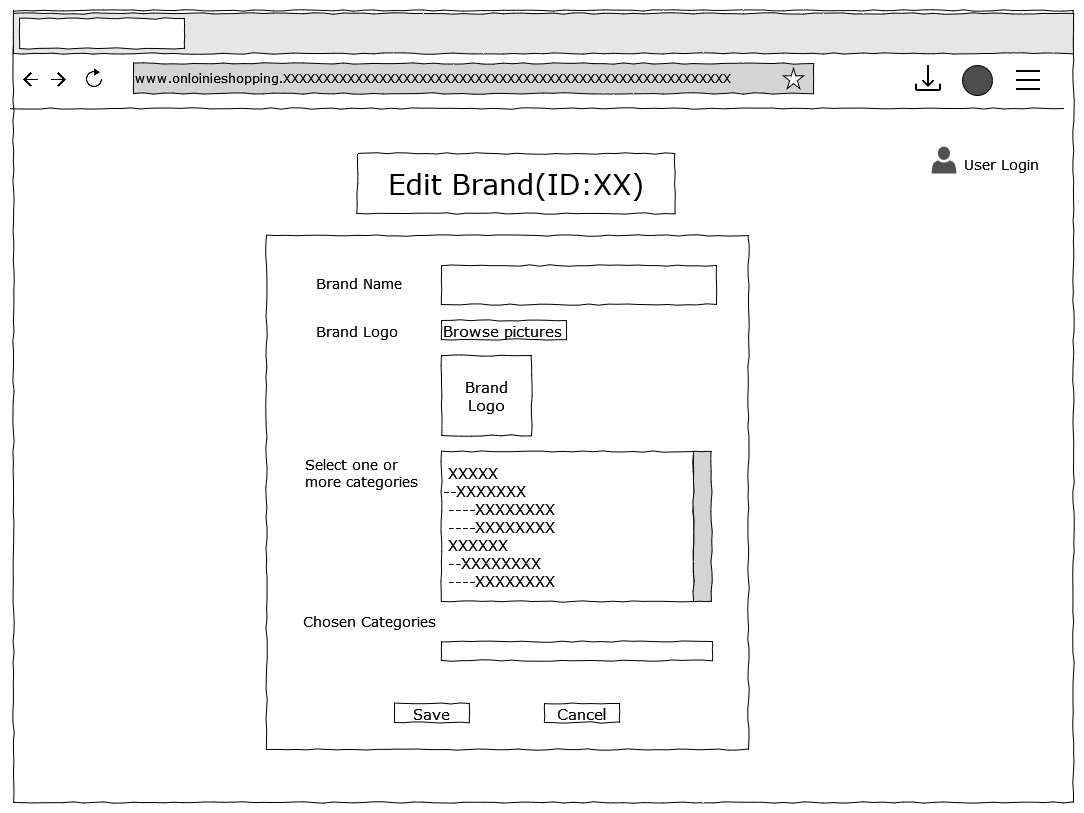 www.onloinieshopping.XXXXXXXXXXXXXXXXXXXXXXXXXXXXXXXXXXXXXXXXXXXXXXXXXXXXXXX
User Login
Edit Brand(ID:XX)
Brand Name
Brand Logo
Browse pictures
Brand
Logo
Select one or
more categories
XXXXX
--XXXXXXX
----XXXXXXXX
----XXXXXXXX
XXXXXX
--XXXXXXXX
----XXXXXXXX
Chosen Categories
Save
Cancel